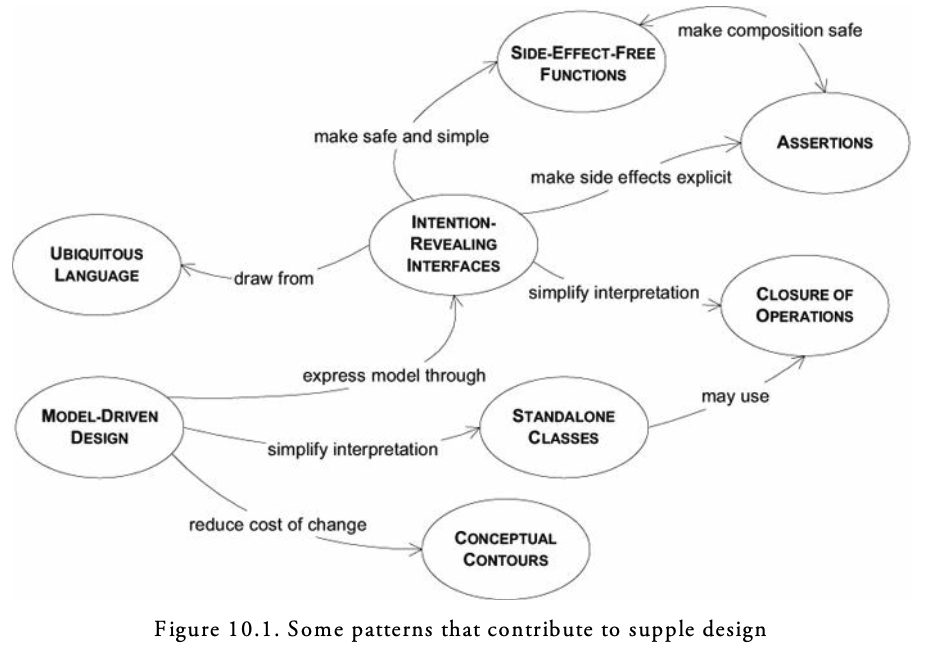 SIDE-EFFECT-FREE
FUNCTIONS
make composition safe
ASSERTIONS
make safe and simple
make side effects explicit
INTENTION-
REVEALING
INTERFACES
UBIQUITOUS
LANGUAGE
draw from
simplify interpretation
CLOSURE OF
OPERATIONS
express model through
MODEL-DRIVEN
DESIGN
simplify interpretation
STANDALONE
CLASSES
may use
reduce cost of change
CONCEPTUAL
CONTOURS
Figure 10.1. Some patterns that contribute to supple design